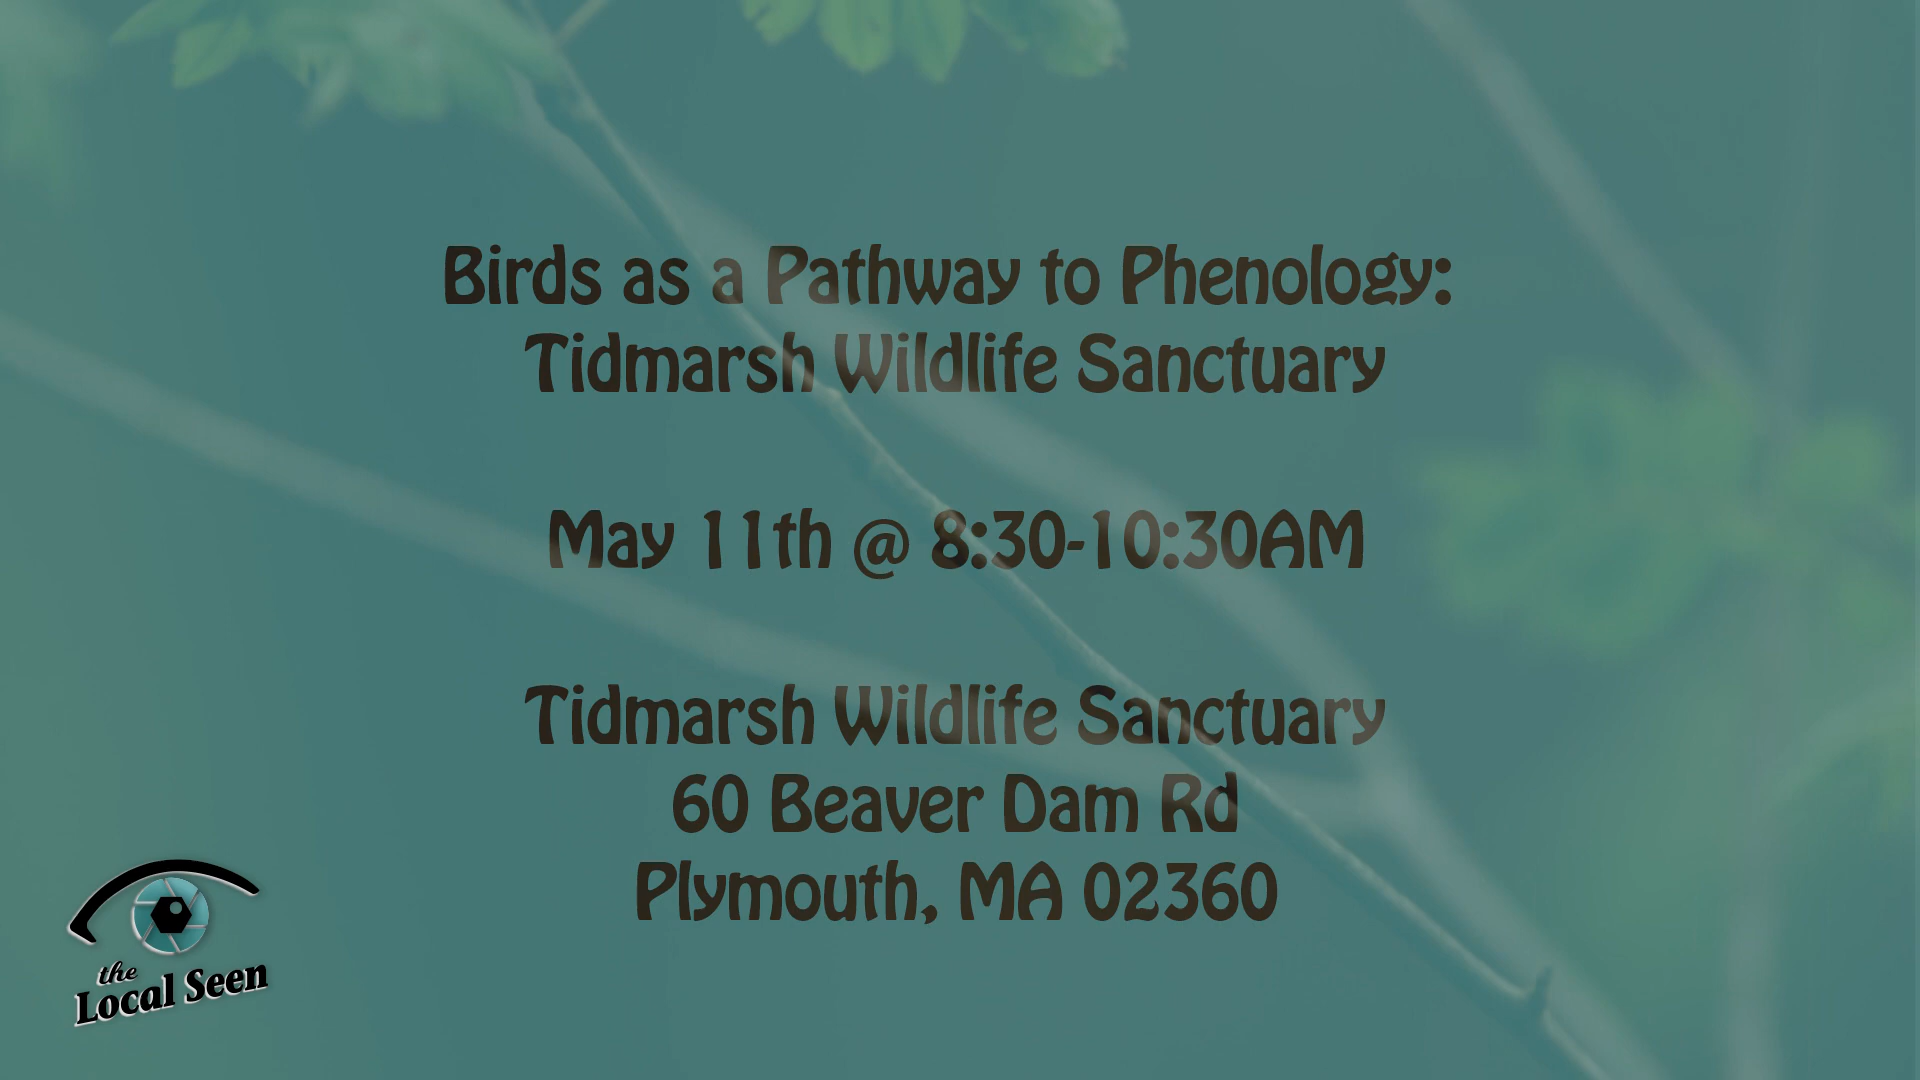 Birds as a Pathway to Phenology:
Tidmarsh Wildlife Sanctuary
May 11th @ 8:30-10:30AM
Tidmarsh Wildlife Sanctuary
60 Beaver Dam Rd
Plymouth, MA 02360
the
Local Seen